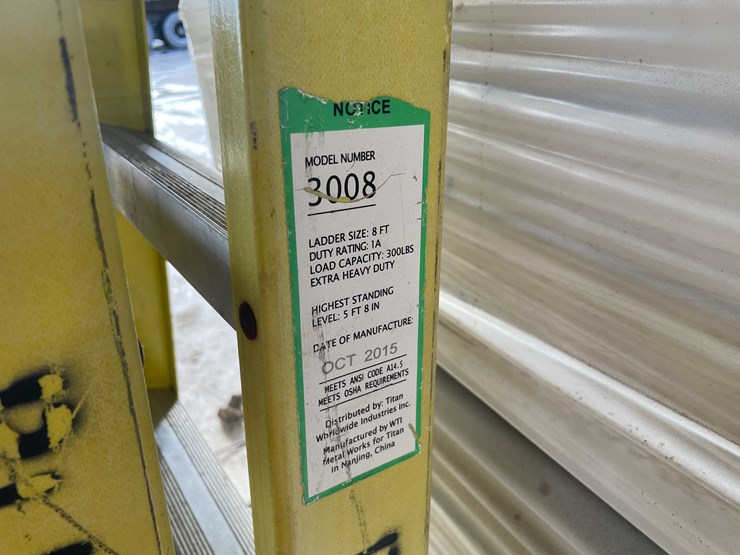 NOTICE
MODEL NUMBER
3008
LADDER SIZE: 8 FT
DUTY RATING: 1A
LOAD CAPACITY: 300LBS
EXTRA HEAVY DUTY
HIGHEST STANDING
LEVEL: 5 FT 8 IN
DATE OF MANUFACTURE:
OCT 2015
MEETS ANSI CODE A14.5
MEETS OSHA REQUIREMENTS
Distributed by: Titan
Whorldwide Industries Inc.
Manufactured by WTI
Metal Works for Titan
in Nanjing, China